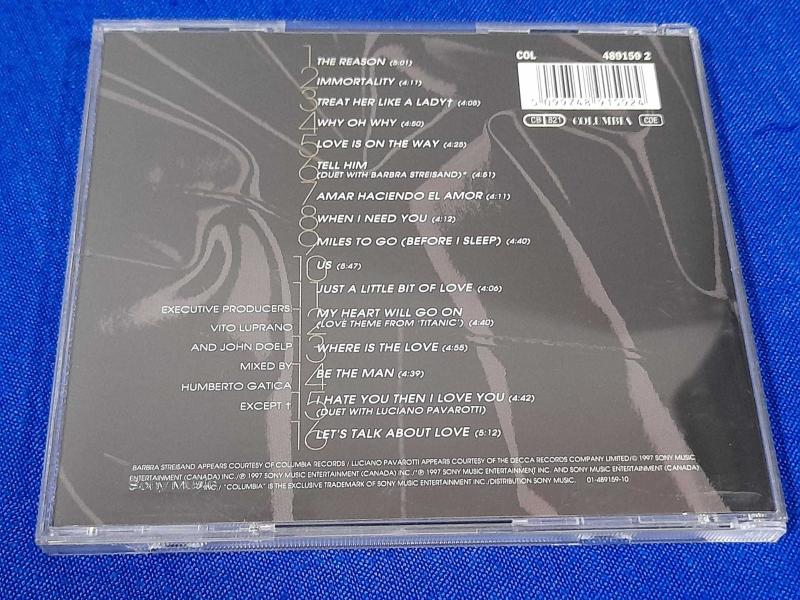 COL 489159 2
5 099748 915924
CB 821 COLUMBIA CDE
1 THE REASON (5:01)
2 IMMORTALITY (4:11)
3 TREAT HER LIKE A LADY† (4:05)
4 WHY OH WHY (4:50)
5 LOVE IS ON THE WAY (4:25)
6 TELL HIM
(DUET WITH BARBRA STREISAND)* (4:51)
7 AMAR HACIENDO EL AMOR (4:11)
8 WHEN I NEED YOU (4:12)
9 MILES TO GO (BEFORE I SLEEP) (4:40)
10 US (5:47)
11 JUST A LITTLE BIT OF LOVE (4:06)
12 MY HEART WILL GO ON
(LOVE THEME FROM 'TITANIC') (4:40)
13 WHERE IS THE LOVE (4:55)
14 BE THE MAN (4:39)
15 I HATE YOU THEN I LOVE YOU (4:42)
(DUET WITH LUCIANO PAVAROTTI)
16 LET'S TALK ABOUT LOVE (5:12)
EXECUTIVE PRODUCERS:
VITO LUPRANO
AND JOHN DOELP
MIXED BY
HUMBERTO GATICA
EXCEPT †
BARBRA STREISAND APPEARS COURTESY OF COLUMBIA RECORDS / LUCIANO PAVAROTTI APPEARS COURTESY OF THE DECCA RECORDS COMPANY LIMITED/© 1997 SONY MUSIC
ENTERTAINMENT (CANADA) INC./℗ 1997 SONY MUSIC ENTERTAINMENT (CANADA) INC./*℗ 1997 SONY MUSIC ENTERTAINMENT INC. AND SONY MUSIC ENTERTAINMENT (CANADA)
INC./ "COLUMBIA" IS THE EXCLUSIVE TRADEMARK OF SONY MUSIC ENTERTAINMENT INC./DISTRIBUTION SONY MUSIC. 01-489159-10
SONY MUSIC